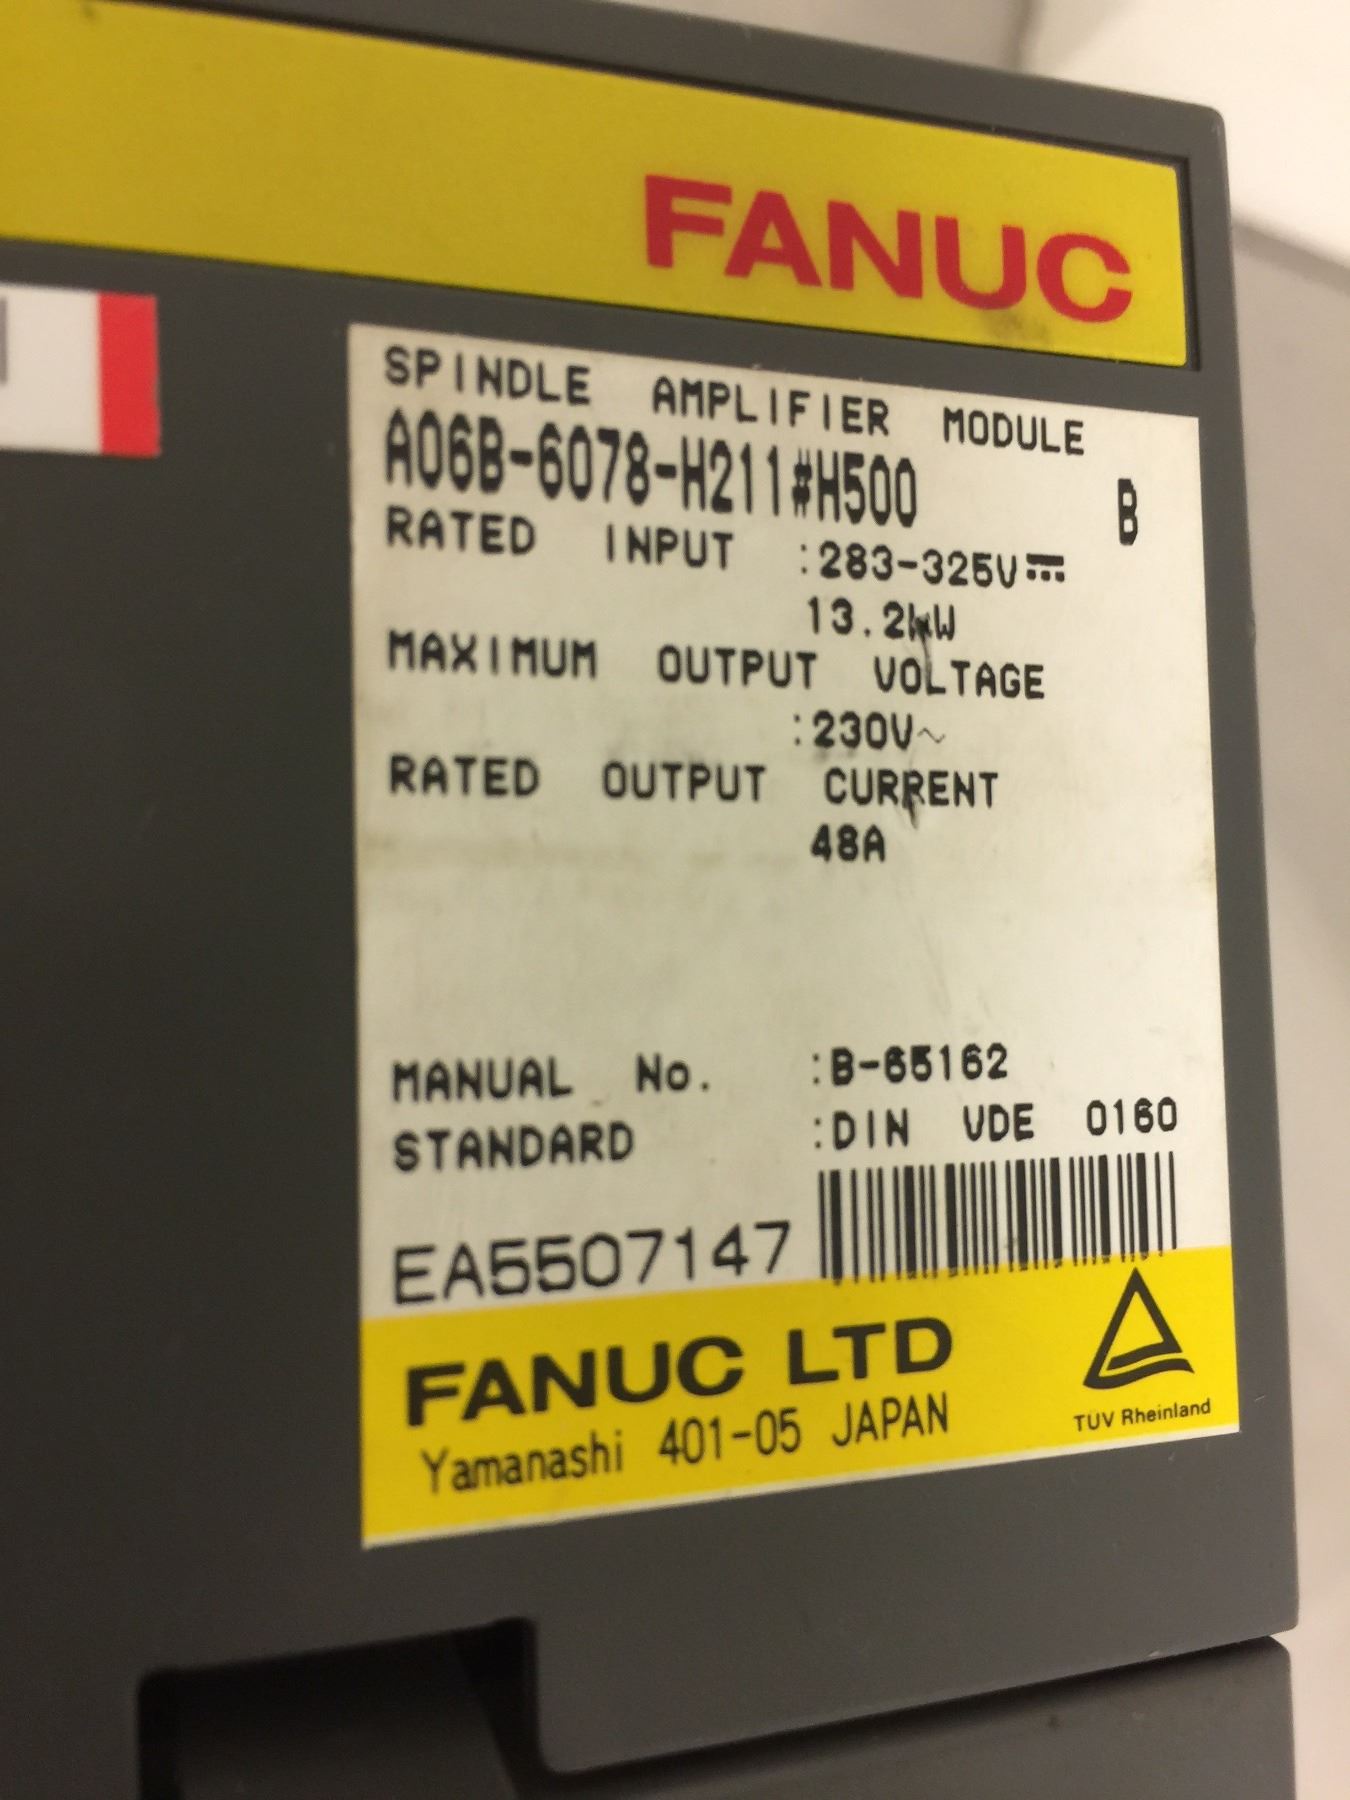 FANUC
SPINDLE AMPLIFIER MODULE
A06B-6078-H211#H500 B
RATED INPUT :283-325V⎓
13.2kW
MAXIMUM OUTPUT VOLTAGE
:230V~
RATED OUTPUT CURRENT
48A
MANUAL No. :B-65162
STANDARD :DIN VDE 0160
EA5507147
FANUC LTD
Yamanashi 401-05 JAPAN
TÜV Rheinland